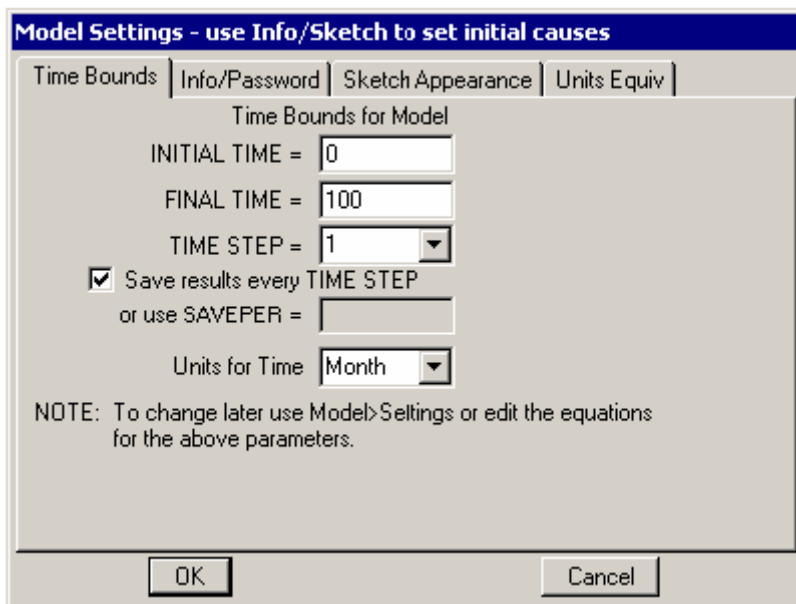 Model Settings - use Info/Sketch to set initial causes
Time Bounds Info/Password Sketch Appearance Units Equiv
Time Bounds for Model
INITIAL TIME = 0
FINAL TIME = 100
TIME STEP = 1
Save results every TIME STEP
or use SAVEPER =
Units for Time Month
NOTE: To change later use Model>Settings or edit the equations
for the above parameters.
OK Cancel